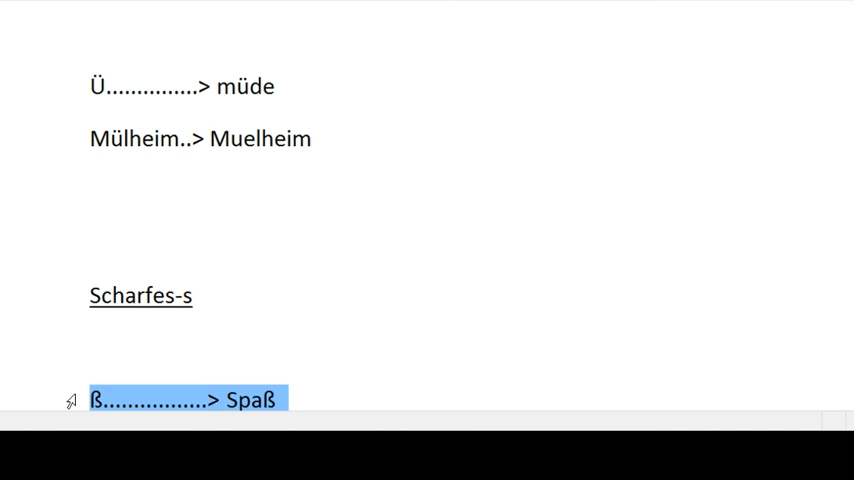 Ü...............> müde
Mülheim..> Muelheim
Scharfes-s
ß.................> Spaß